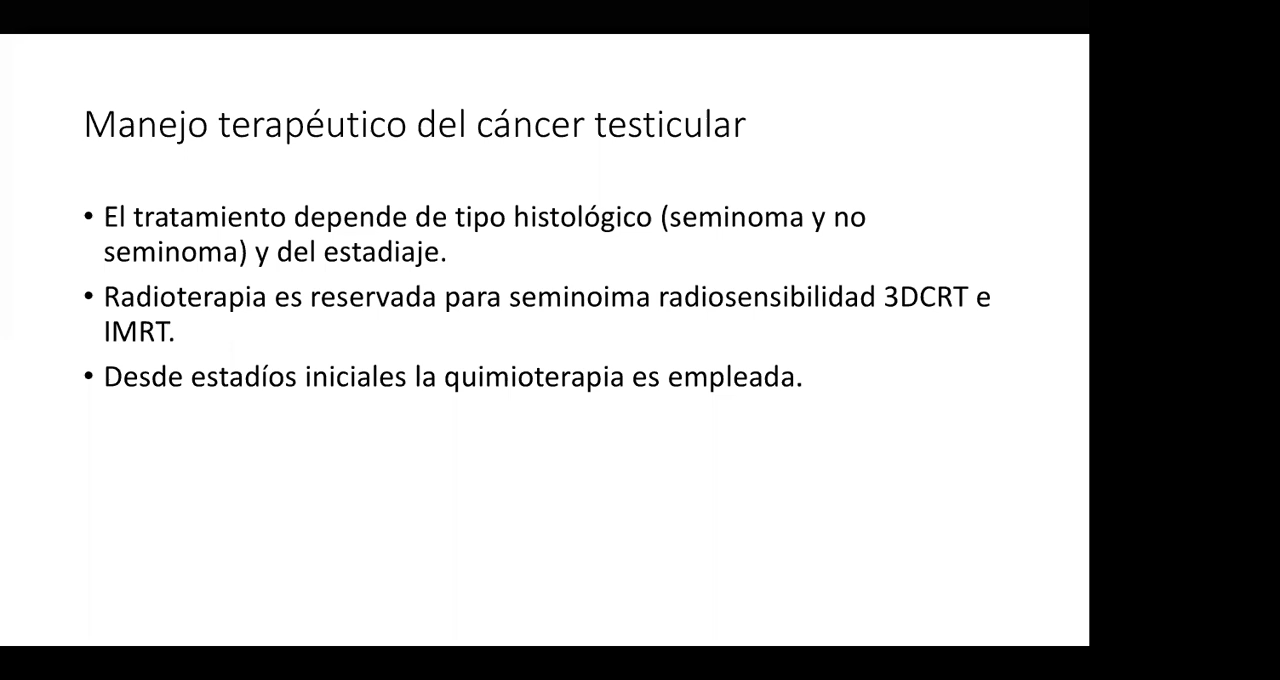 Manejo terapéutico del cáncer testicular
• El tratamiento depende de tipo histológico (seminoma y no
seminoma) y del estadiaje.
• Radioterapia es reservada para seminoima radiosensibilidad 3DCRT e
IMRT.
• Desde estadíos iniciales la quimioterapia es empleada.